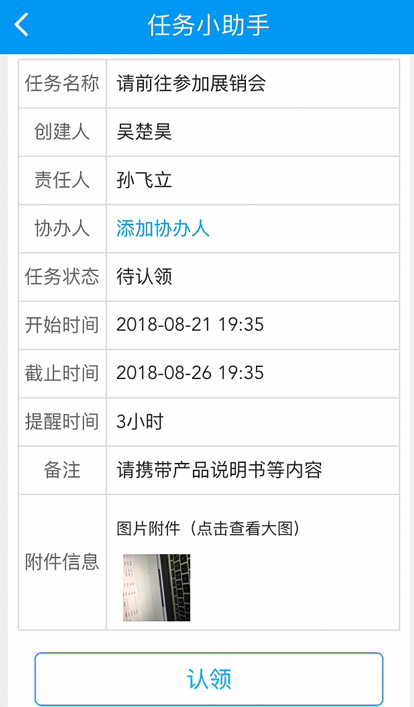 任务小助手
任务名称 请前往参加展销会
创建人 吴楚昊
责任人 孙飞立
协办人 添加协办人
任务状态 待认领
开始时间 2018-08-21 19:35
截止时间 2018-08-26 19:35
提醒时间 3小时
备注 请携带产品说明书等内容
图片附件（点击查看大图）
附件信息
认领